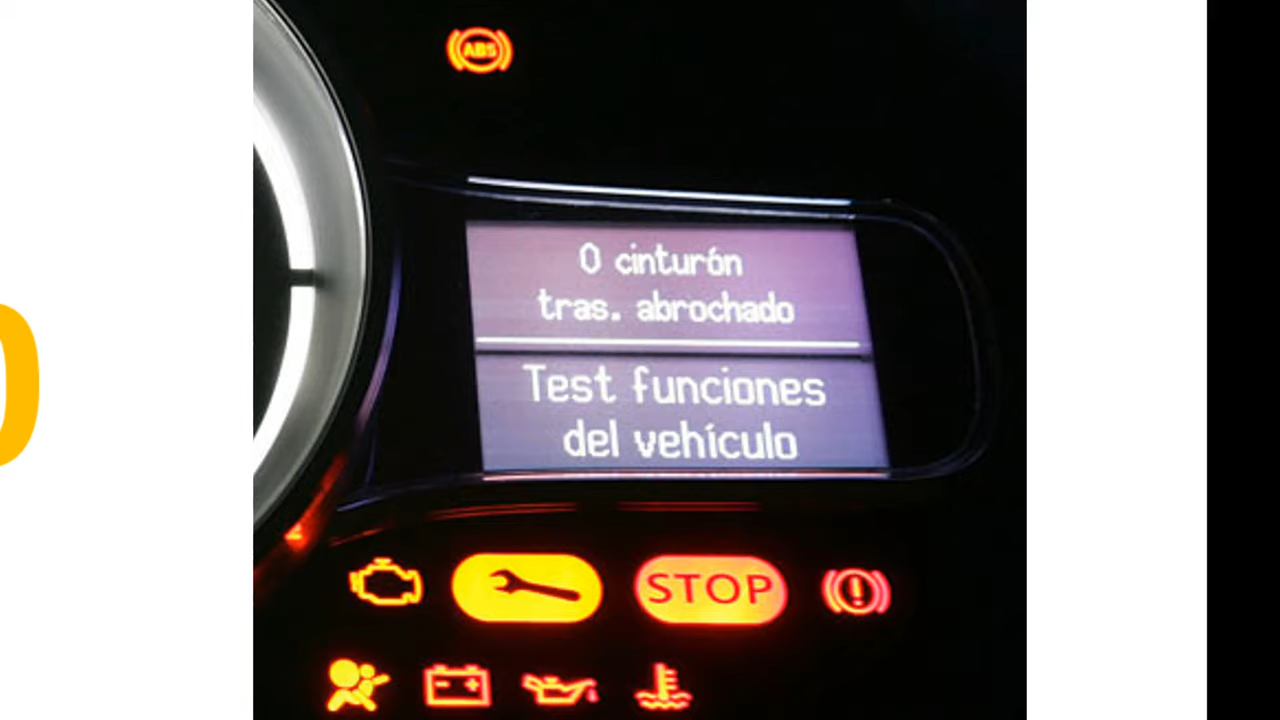 ABS
0 cinturón
tras. abrochado
Test funciones
del vehículo
STOP